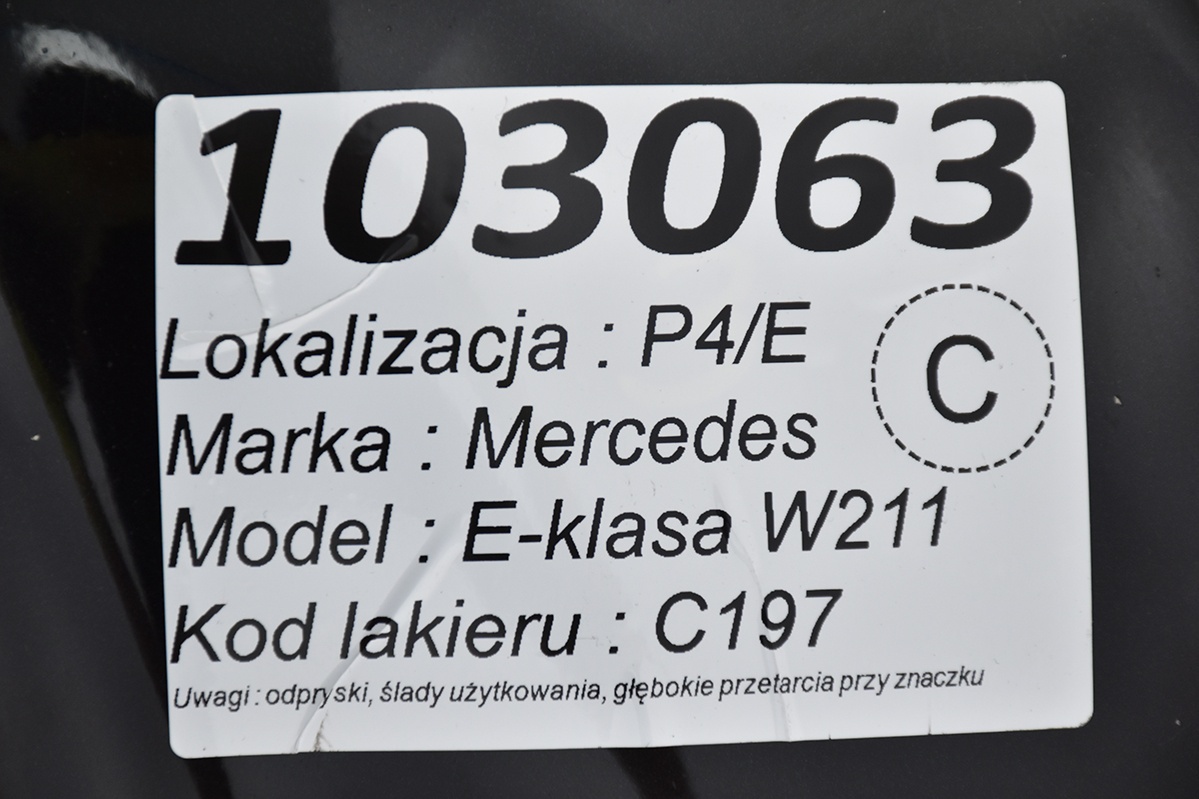 103063
Lokalizacja : P4/E
C
Marka : Mercedes
Model : E-klasa W211
Kod lakieru : C197
Uwagi : odpryski, ślady użytkowania, głębokie przetarcia przy znaczku